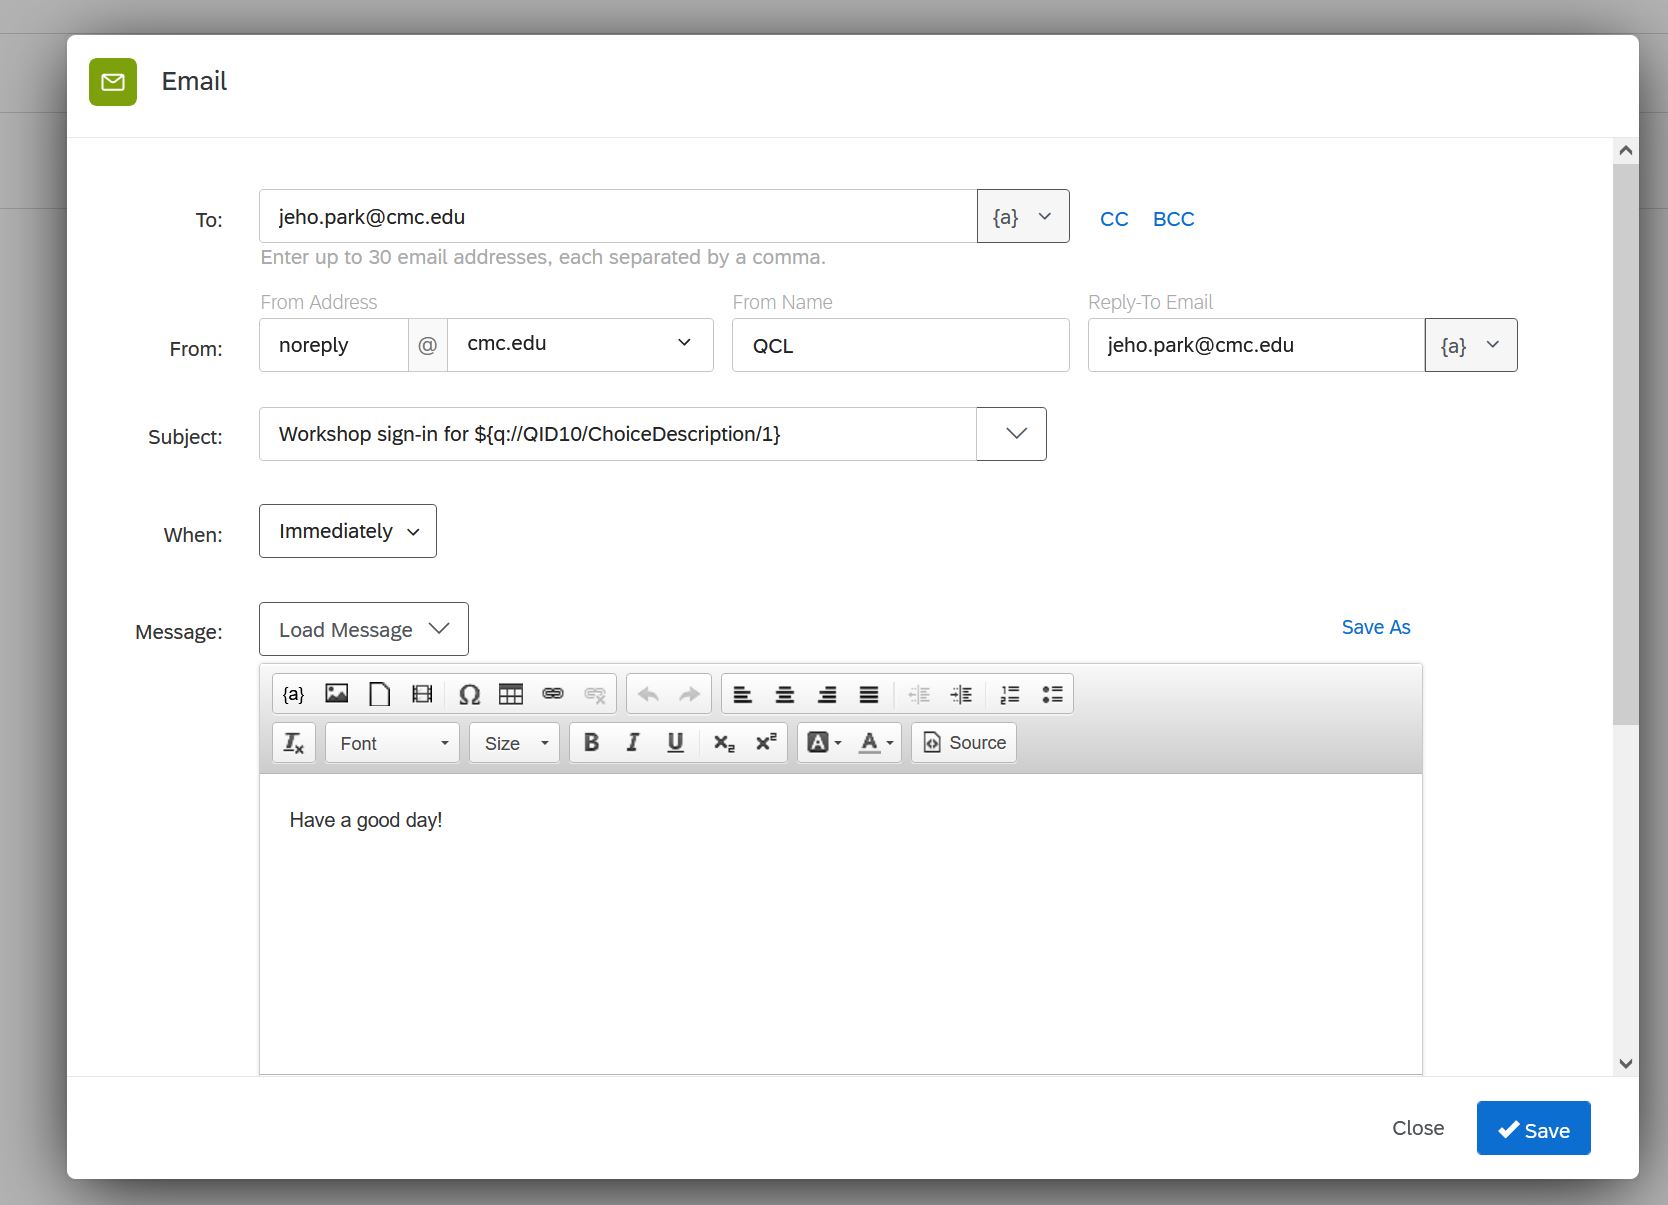 Email
To: jeho.park@cmc.edu {a} CC BCC
Enter up to 30 email addresses, each separated by a comma.
From Address From Name Reply-To Email
From: noreply @ cmc.edu QCL jeho.park@cmc.edu {a}
Subject: Workshop sign-in for ${q://QID10/ChoiceDescription/1}
When: Immediately
Message: Load Message Save As
{a} Ω
Font Size B I U x₂ x² A A Source
Have a good day!
Close Save